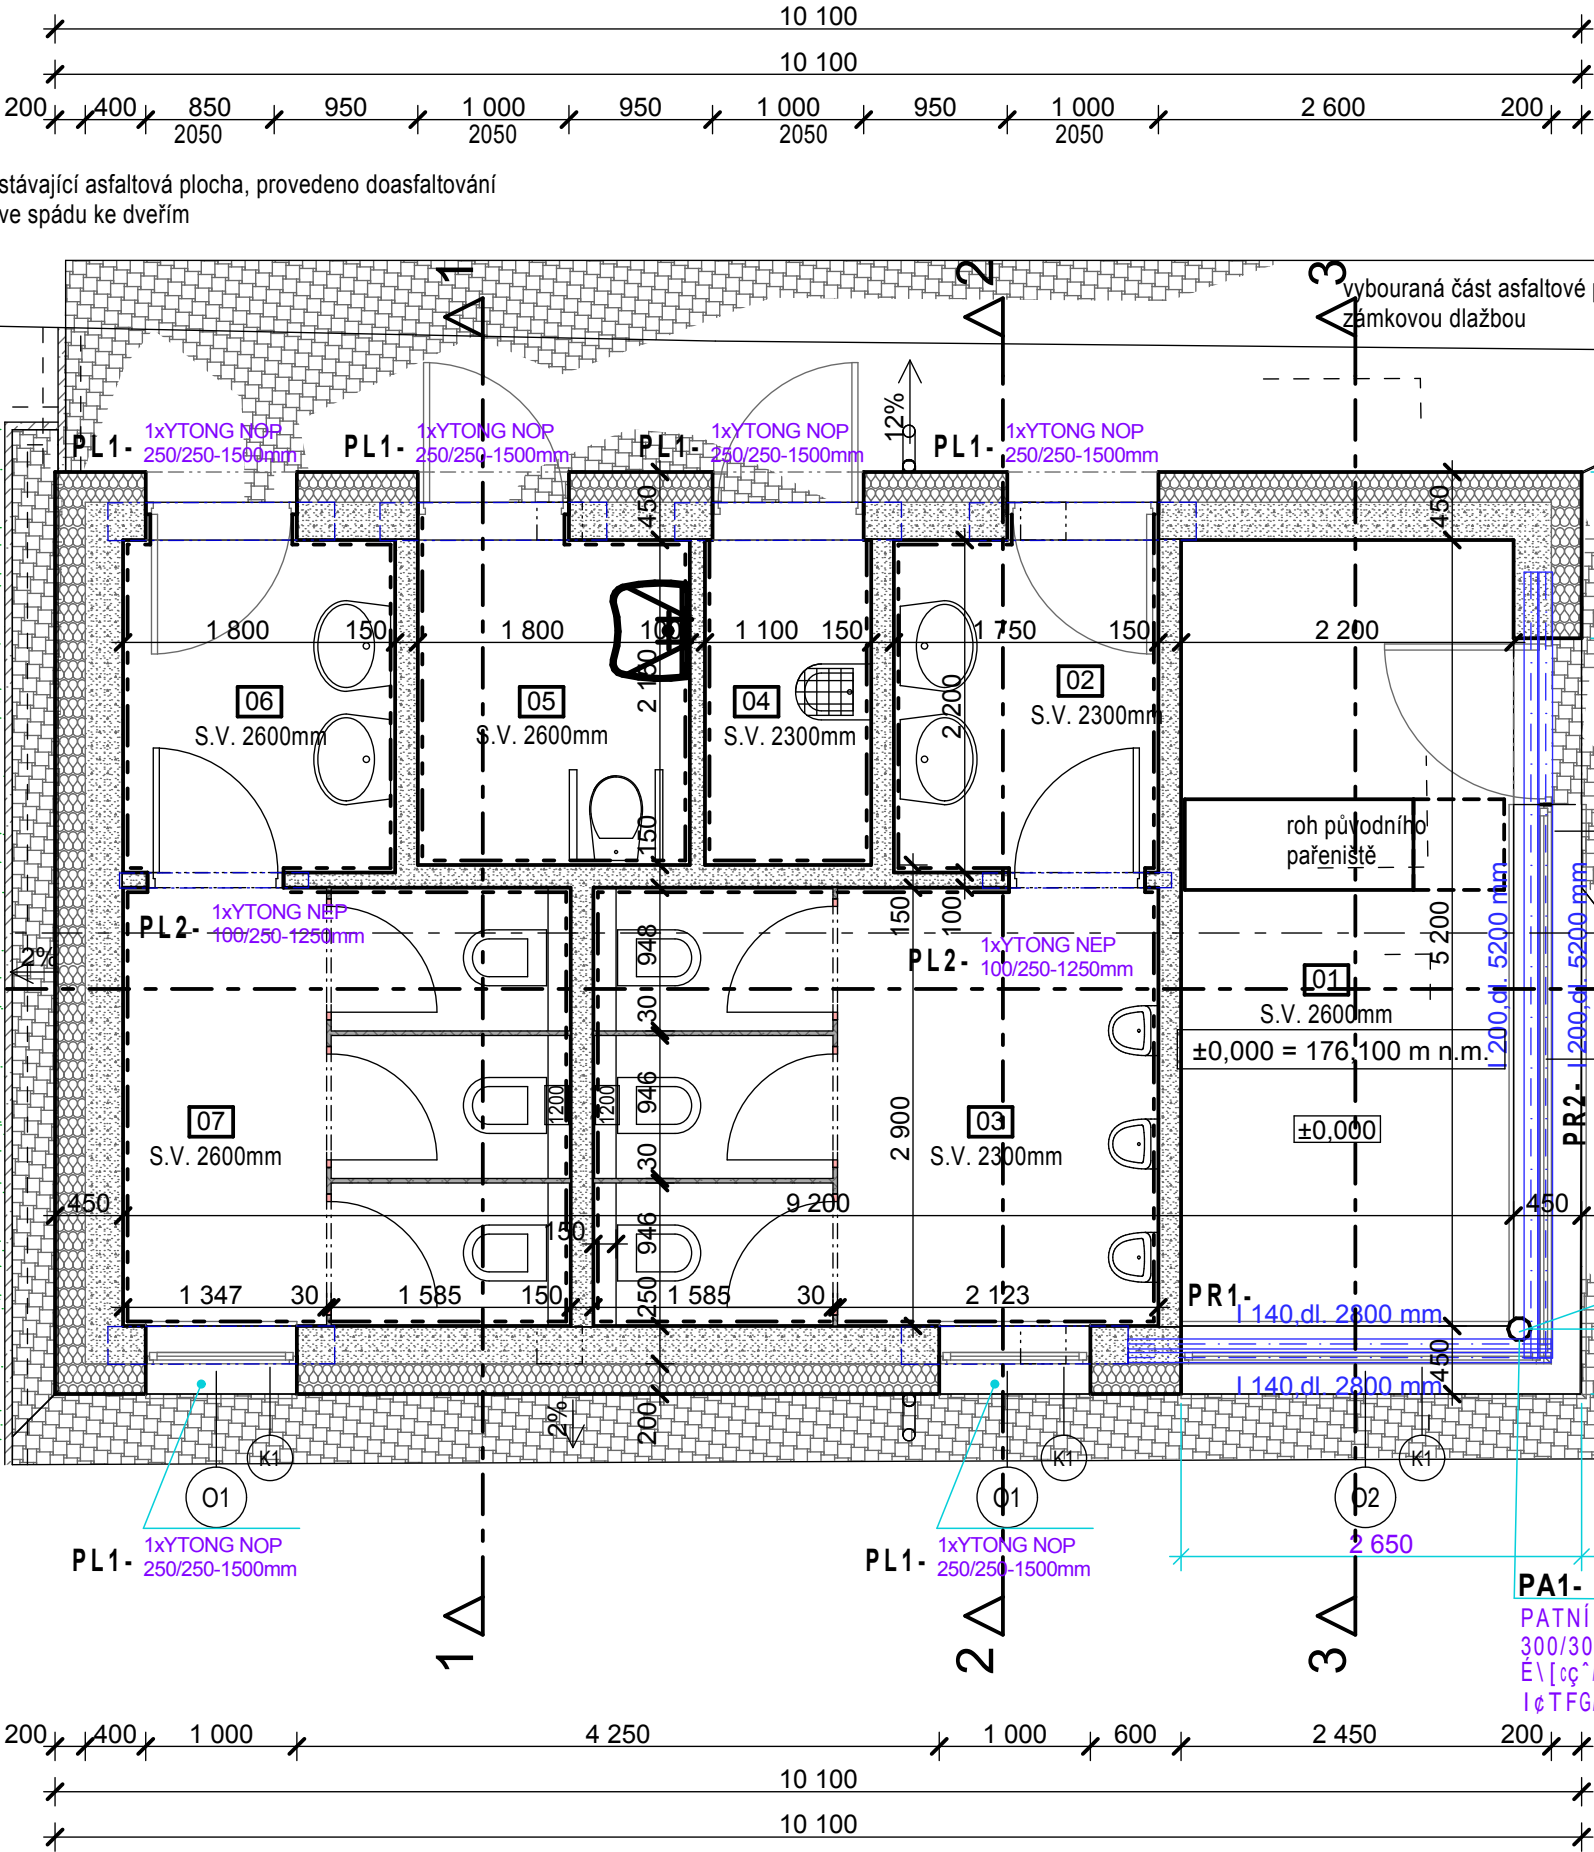 10 100
10 100
200 400 850 950 1 000 950 1 000 950 1 000 2 600 200
2050 2050 2050 2050
stávající asfaltová plocha, provedeno doasfaltování
ve spádu ke dveřím
1 2 3
vybouraná část asfaltové
zámkovou dlažbou
12%
PL1- 1xYTONG NOP
250/250-1500mm
PL1- 1xYTONG NOP
250/250-1500mm
PL1- 1xYTONG NOP
250/250-1500mm
PL1- 1xYTONG NOP
250/250-1500mm
450 450
1 800 150 1 800 1 100 150 1 750 150 2 200
2 150 2 200
06 05 04 02
S.V. 2600mm S.V. 2600mm S.V. 2300mm S.V. 2300mm
150
roh původního
pařeniště
PL2- 1xYTONG NEP
100/250-1250mm
948 150 100
PL2- 1xYTONG NEP
100/250-1250mm
5 200
I 200,dl. 5200 mm I 200,dl. 5200 mm
2%
01
S.V. 2600mm
±0,000 = 176,100 m n.m.
30
946 1200 1200
07 03
S.V. 2600mm S.V. 2300mm
2 900
±0,000
PR2-
30
450 9 200 450
150 946
1 347 30 1 585 150 250 1 585 30 2 123
PR1- I 140,dl. 2800 mm
450
I 140,dl. 2800 mm
2% 200
K1 K1 K1
O1 O1 O2
PL1- 1xYTONG NOP
250/250-1500mm
PL1- 1xYTONG NOP
250/250-1500mm
2 650
PA1-
PATNÍ
300/30
1 2 3
200 400 1 000 4 250 1 000 600 2 450 200
10 100
10 100